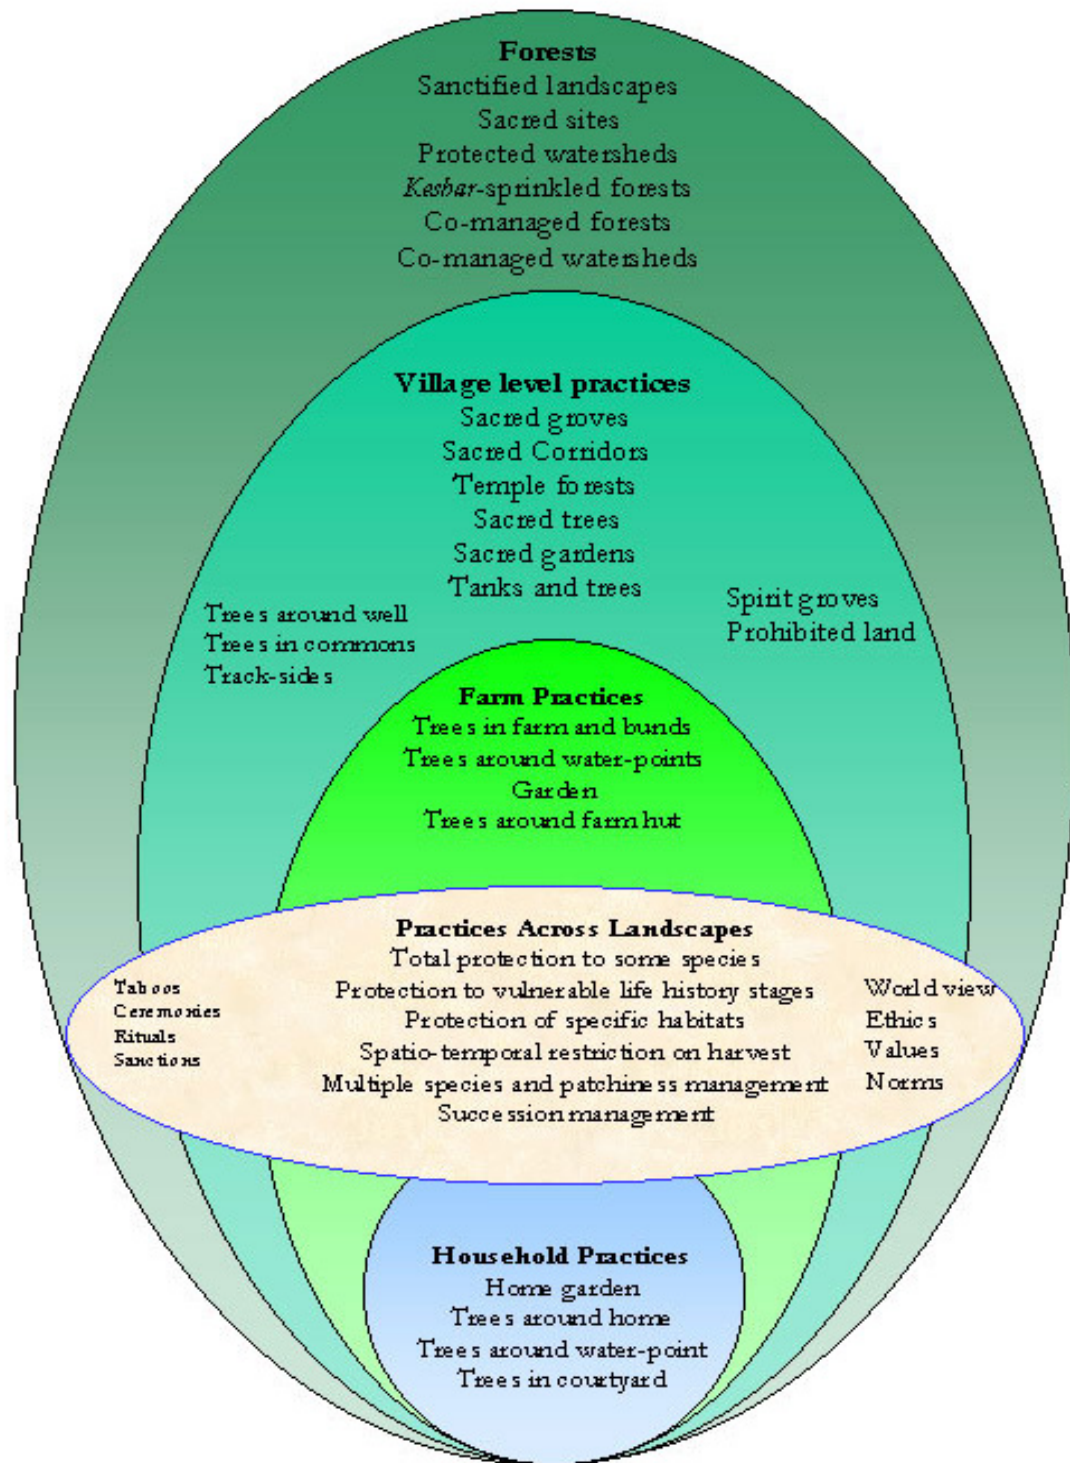 Forests
Sanctified landscapes
Sacred sites
Protected watersheds
Keshar-sprinkled forests
Co-managed forests
Co-managed watersheds
Village level practices
Sacred groves
Sacred Corridors
Temple forests
Sacred trees
Sacred gardens
Tanks and trees
Trees around well
Trees in commons
Track-sides
Spirit groves
Prohibited land
Farm Practices
Trees in farm and bunds
Trees around water-points
Garden
Trees around farm hut
Practices Across Landscapes
Total protection to some species
Protection to vulnerable life history stages
Protection of specific habitats
Spatio-temporal restriction on harvest
Multiple species and patchiness management
Succession management
Taboos
Ceremonies
Rituals
Sanctions
World view
Ethics
Values
Norms
Household Practices
Home garden
Trees around home
Trees around water-point
Trees in courtyard